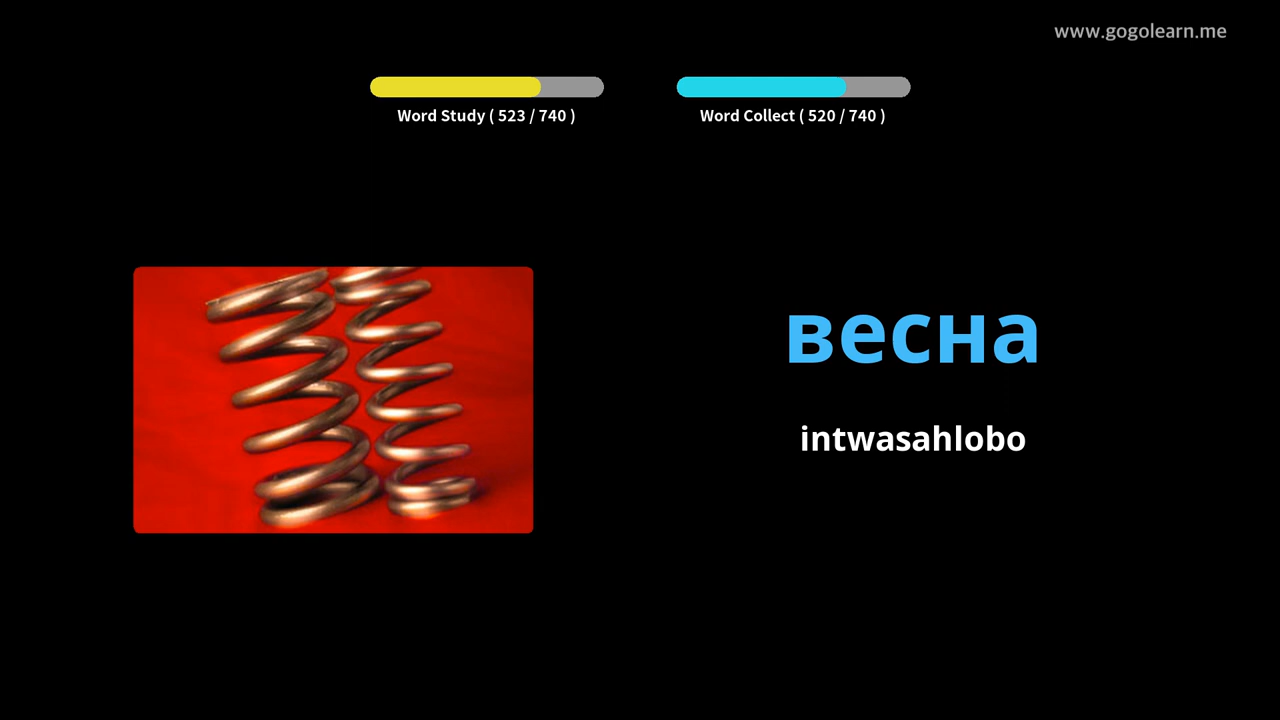 www.gogolearn.me
Word Study ( 523 / 740 )
Word Collect ( 520 / 740 )
весна
intwasahlobo